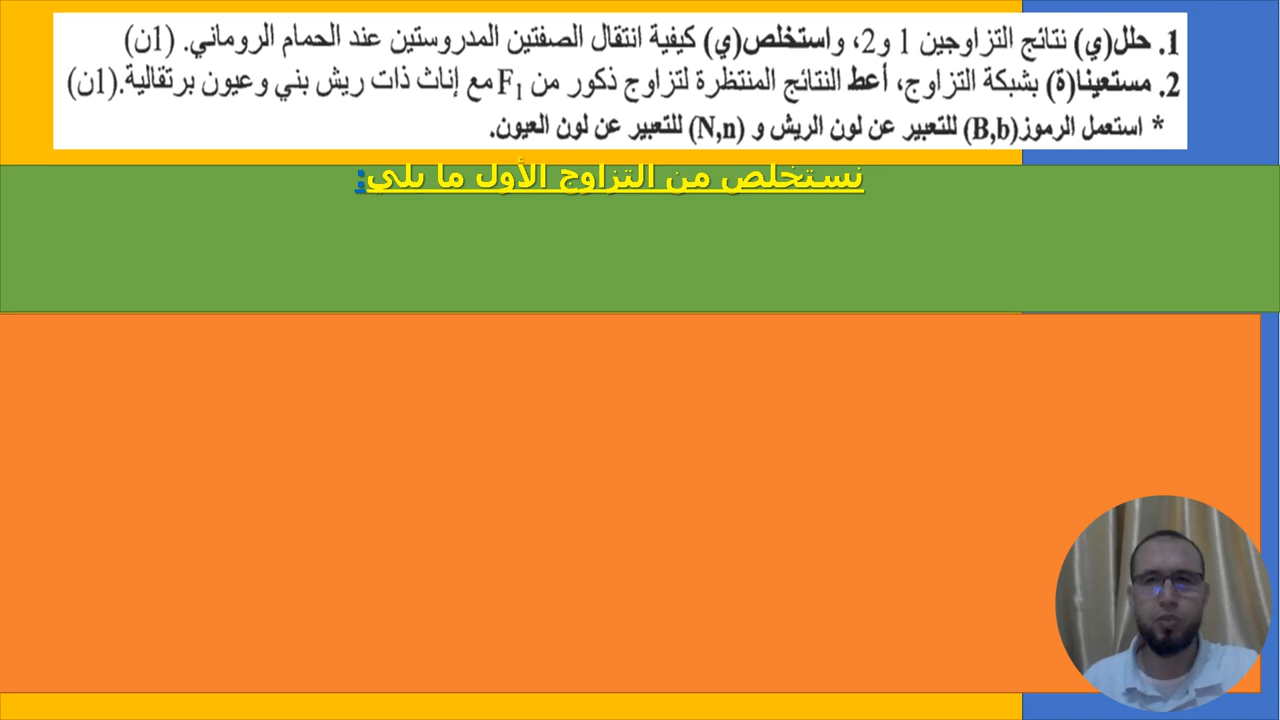 1. حلل(ي) نتائج التزاوجين 1 و2، واستخلص(ي) كيفية انتقال الصفتين المدروستين عند الحمام الروماني. (1ن)
2. مستعينا(ة) بشبكة التزاوج، أعط النتائج المنتظرة لتزاوج ذكور من F₁ مع إناث ذات ريش بني وعيون برتقالية.(1ن)
* استعمل الرموز(B,b) للتعبير عن لون الريش و (N,n) للتعبير عن لون العيون.
نستخلص من التزاوج الأول ما يلي: